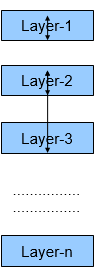 Layer-1
Layer-2
Layer-3
................
................
Layer-n